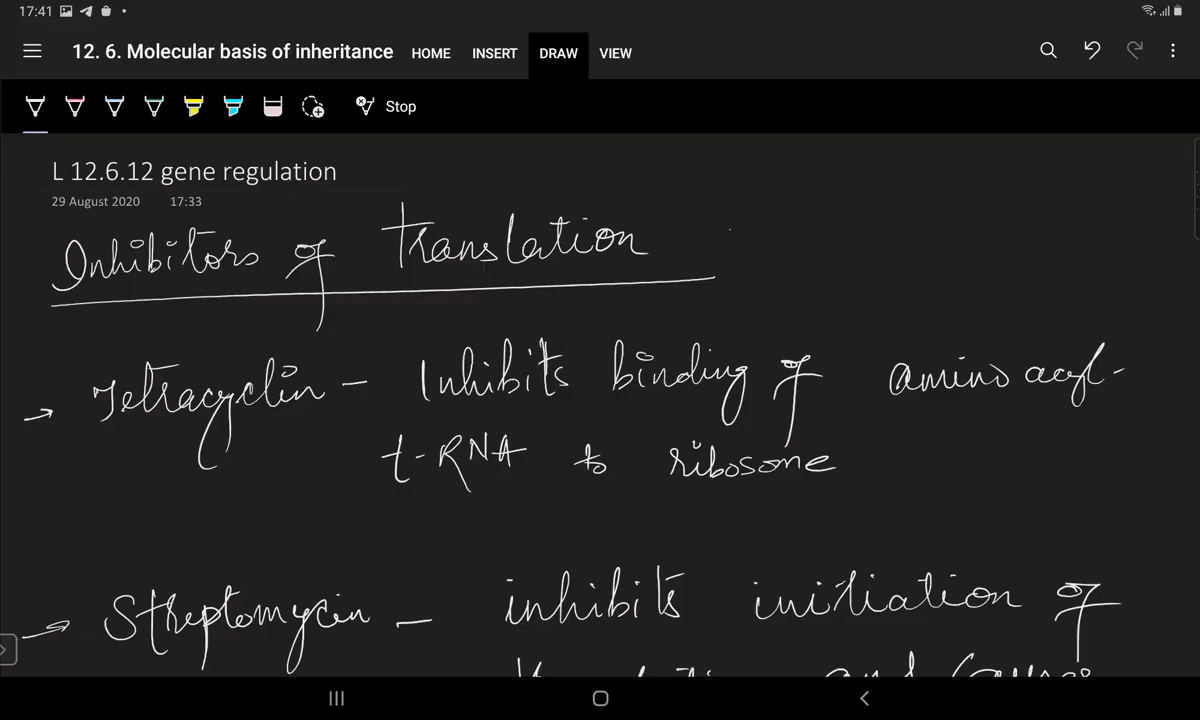 17:41
12. 6. Molecular basis of inheritance HOME INSERT DRAW VIEW
Stop
L 12.6.12 gene regulation
29 August 2020 17:33
Inhibitors of translation
→ Tetracyclin - Inhibits binding of amino acyl-
t-RNA to ribosome
→ Streptomycin - inhibits initiation of
and